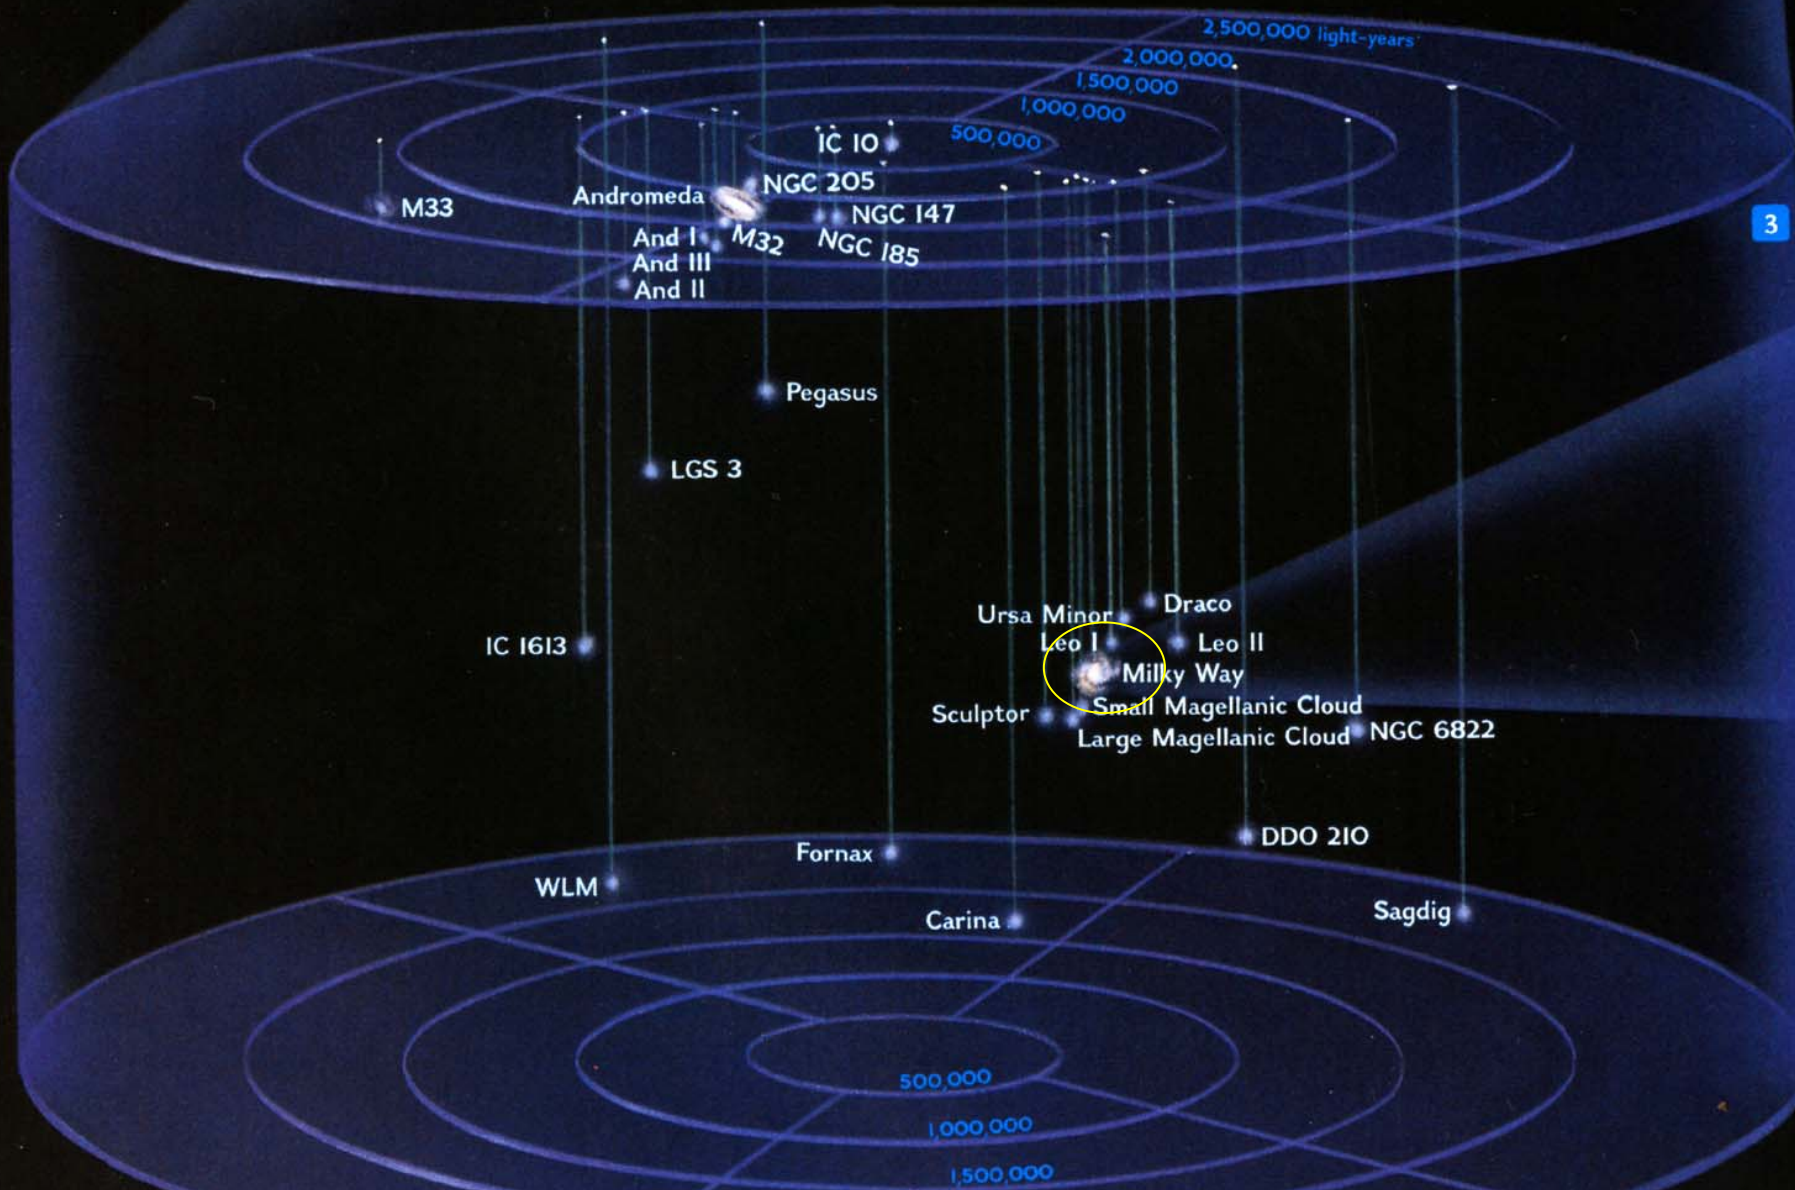 2,500,000 light-years
2,000,000
1,500,000
1,000,000
500,000
IC 10
NGC 205
Andromeda
M33
NGC 147
3
And I
M32
NGC 185
And III
And II
Pegasus
LGS 3
Draco
Ursa Minor
Leo I
Leo II
IC 1613
Milky Way
Small Magellanic Cloud
Sculptor
NGC 6822
Large Magellanic Cloud
DDO 210
Fornax
WLM
Sagdig
Carina
500,000
1,000,000
1,500,000